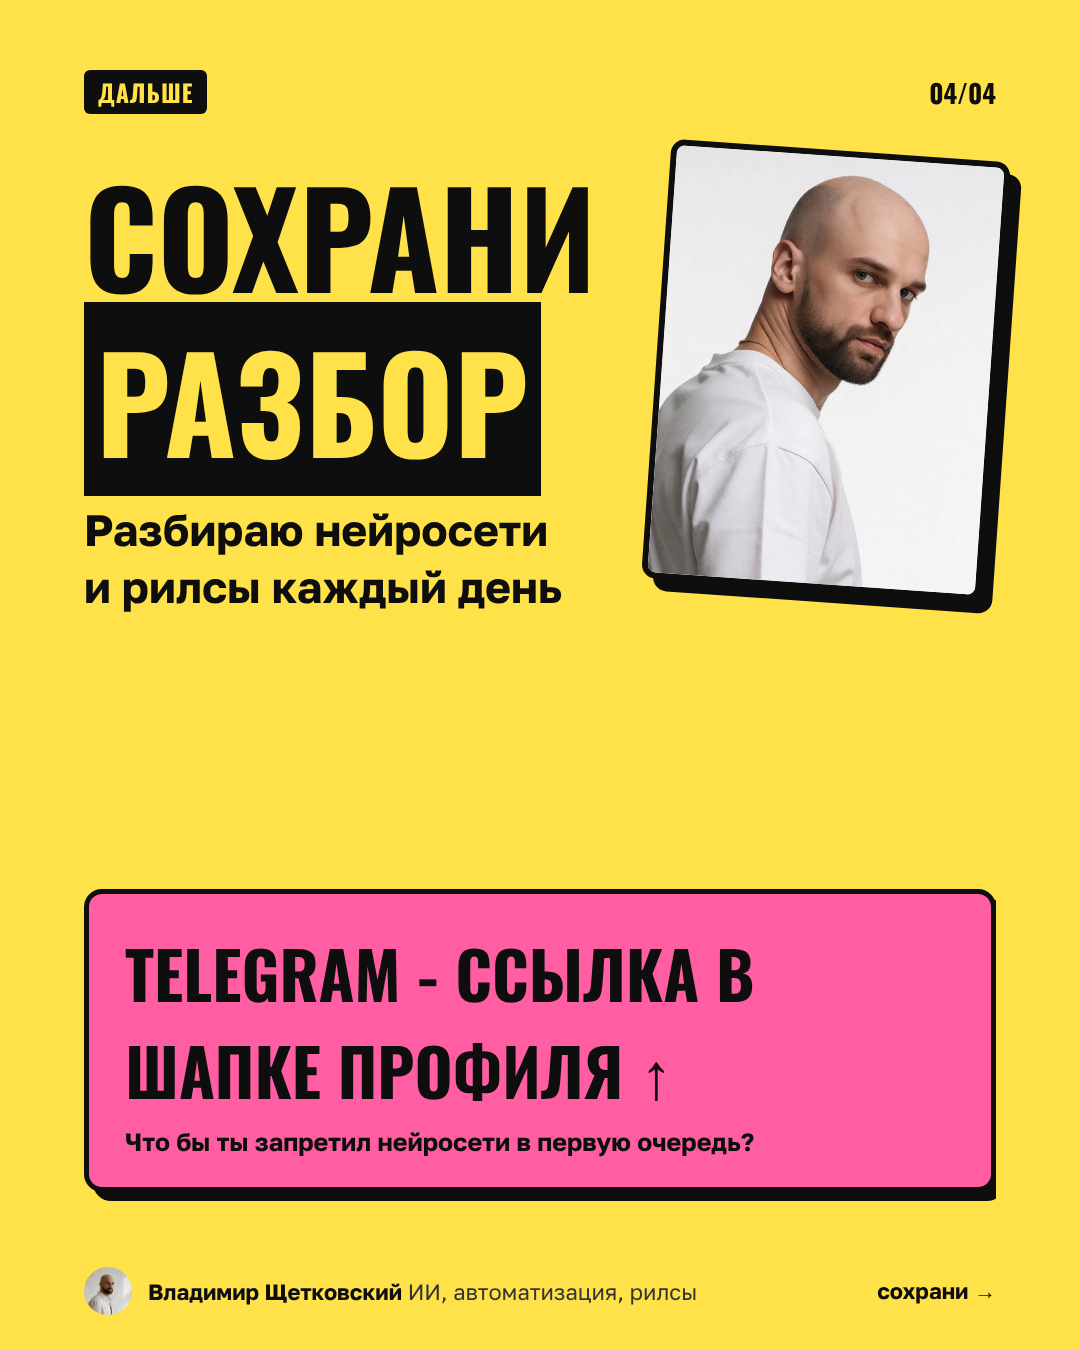 ДАЛЬШЕ
04/04
СОХРАНИ
РАЗБОР
Разбираю нейросети
и рилсы каждый день
TELEGRAM - ССЫЛКА В
ШАПКЕ ПРОФИЛЯ ↑
Что бы ты запретил нейросети в первую очередь?
Владимир Щетковский ИИ, автоматизация, рилсы
сохрани →